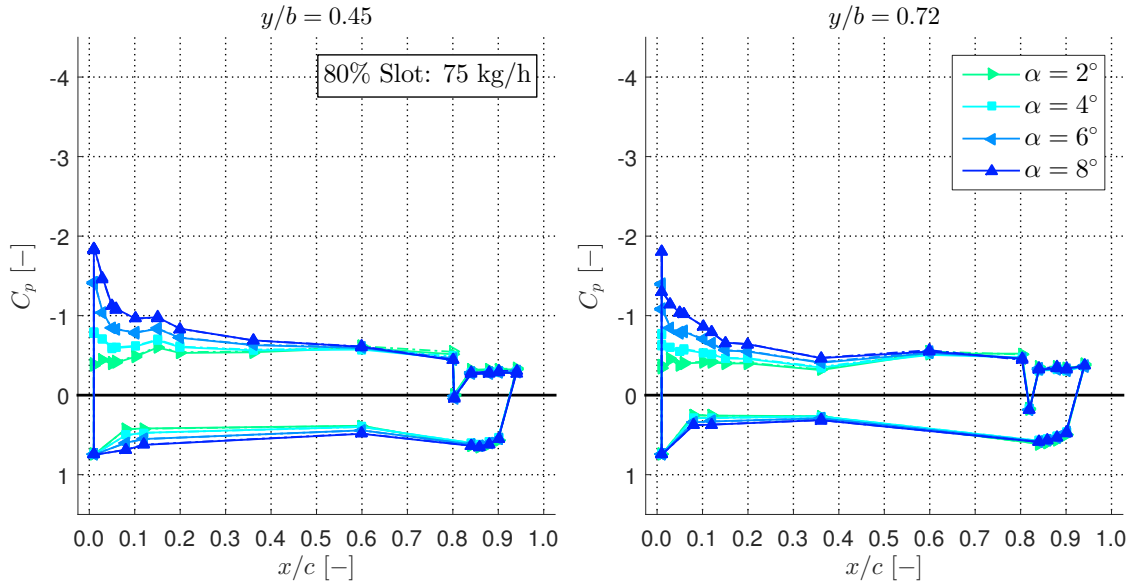 y/b = 0.45
80% Slot: 75 kg/h
-4
-3
-2
-1
0
1
C_p [−]
0.0 0.1 0.2 0.3 0.4 0.5 0.6 0.7 0.8 0.9 1.0
x/c [−]
y/b = 0.72
α = 2°
α = 4°
α = 6°
α = 8°
-4
-3
-2
-1
0
1
C_p [−]
0.0 0.1 0.2 0.3 0.4 0.5 0.6 0.7 0.8 0.9 1.0
x/c [−]